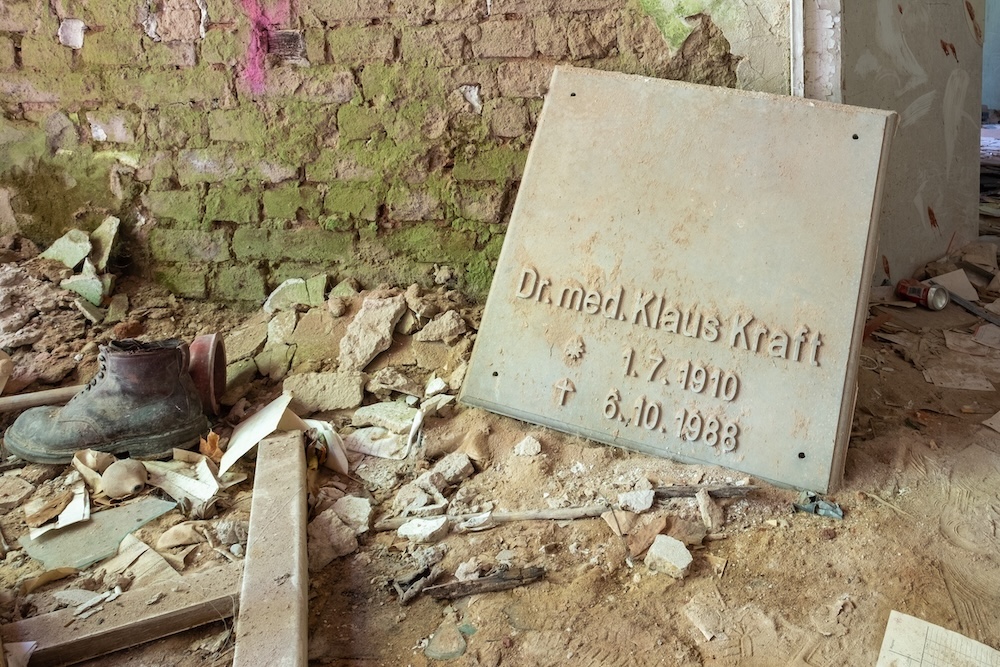 Dr. med. Klaus Kraft
* 1. 7. 1910
✝ 6. 10. 1988